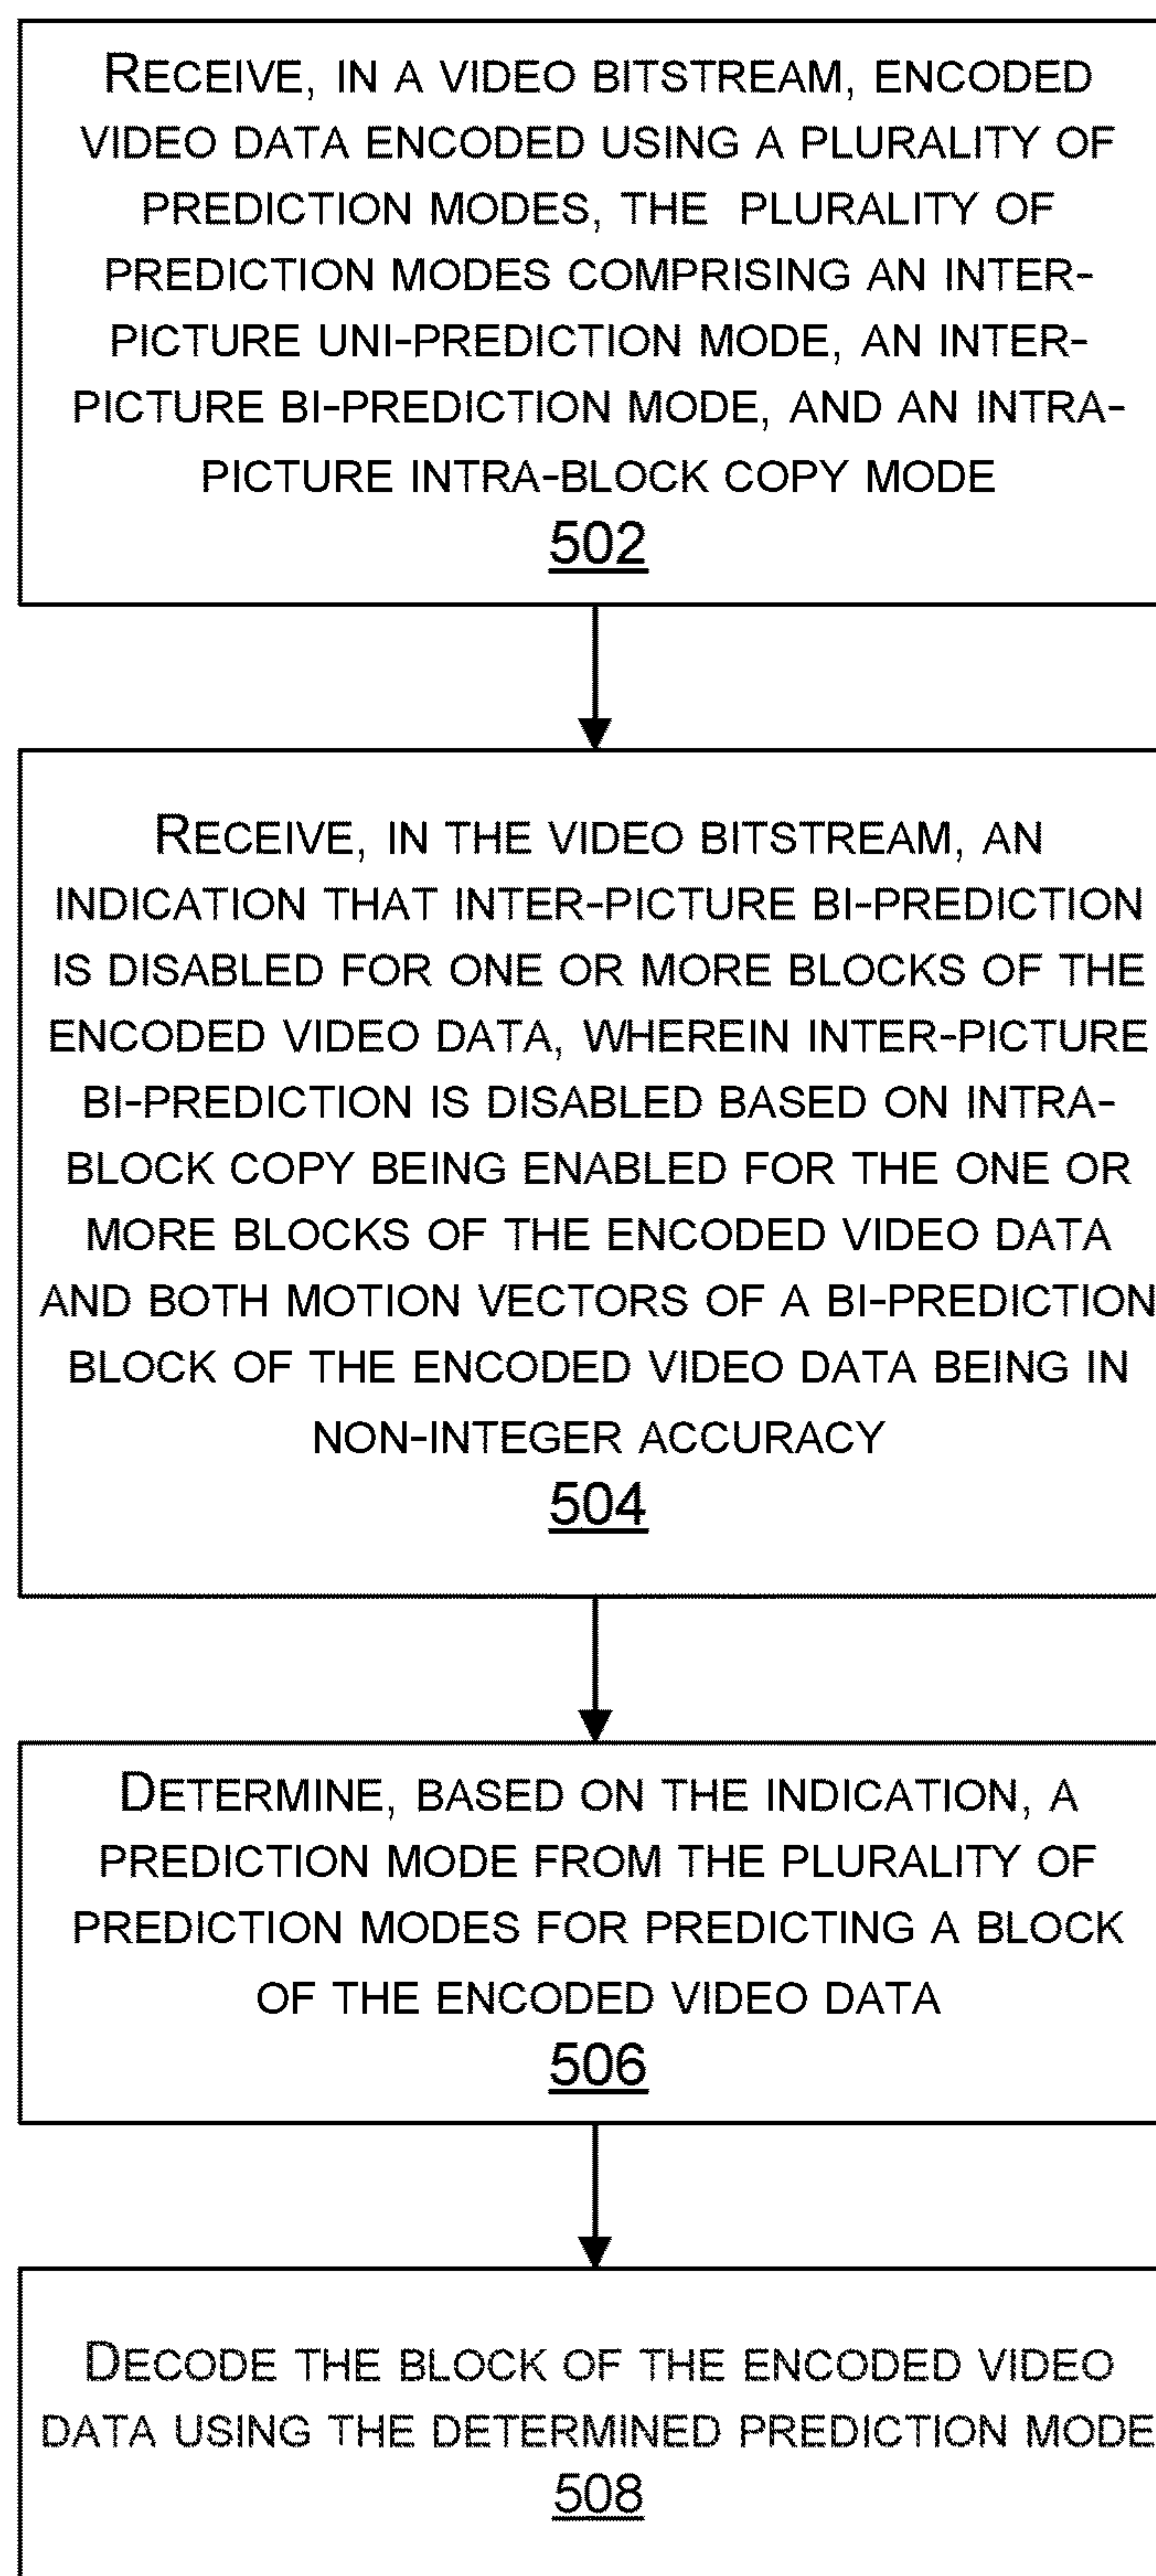 RECEIVE, IN A VIDEO BITSTREAM, ENCODED
VIDEO DATA ENCODED USING A PLURALITY OF
PREDICTION MODES, THE PLURALITY OF
PREDICTION MODES COMPRISING AN INTER-
PICTURE UNI-PREDICTION MODE, AN INTER-
PICTURE BI-PREDICTION MODE, AND AN INTRA-
PICTURE INTRA-BLOCK COPY MODE
502
RECEIVE, IN THE VIDEO BITSTREAM, AN
INDICATION THAT INTER-PICTURE BI-PREDICTION
IS DISABLED FOR ONE OR MORE BLOCKS OF THE
ENCODED VIDEO DATA, WHEREIN INTER-PICTURE
BI-PREDICTION IS DISABLED BASED ON INTRA-
BLOCK COPY BEING ENABLED FOR THE ONE OR
MORE BLOCKS OF THE ENCODED VIDEO DATA
AND BOTH MOTION VECTORS OF A BI-PREDICTION
BLOCK OF THE ENCODED VIDEO DATA BEING IN
NON-INTEGER ACCURACY
504
DETERMINE, BASED ON THE INDICATION, A
PREDICTION MODE FROM THE PLURALITY OF
PREDICTION MODES FOR PREDICTING A BLOCK
OF THE ENCODED VIDEO DATA
506
DECODE THE BLOCK OF THE ENCODED VIDEO
DATA USING THE DETERMINED PREDICTION MODE
508